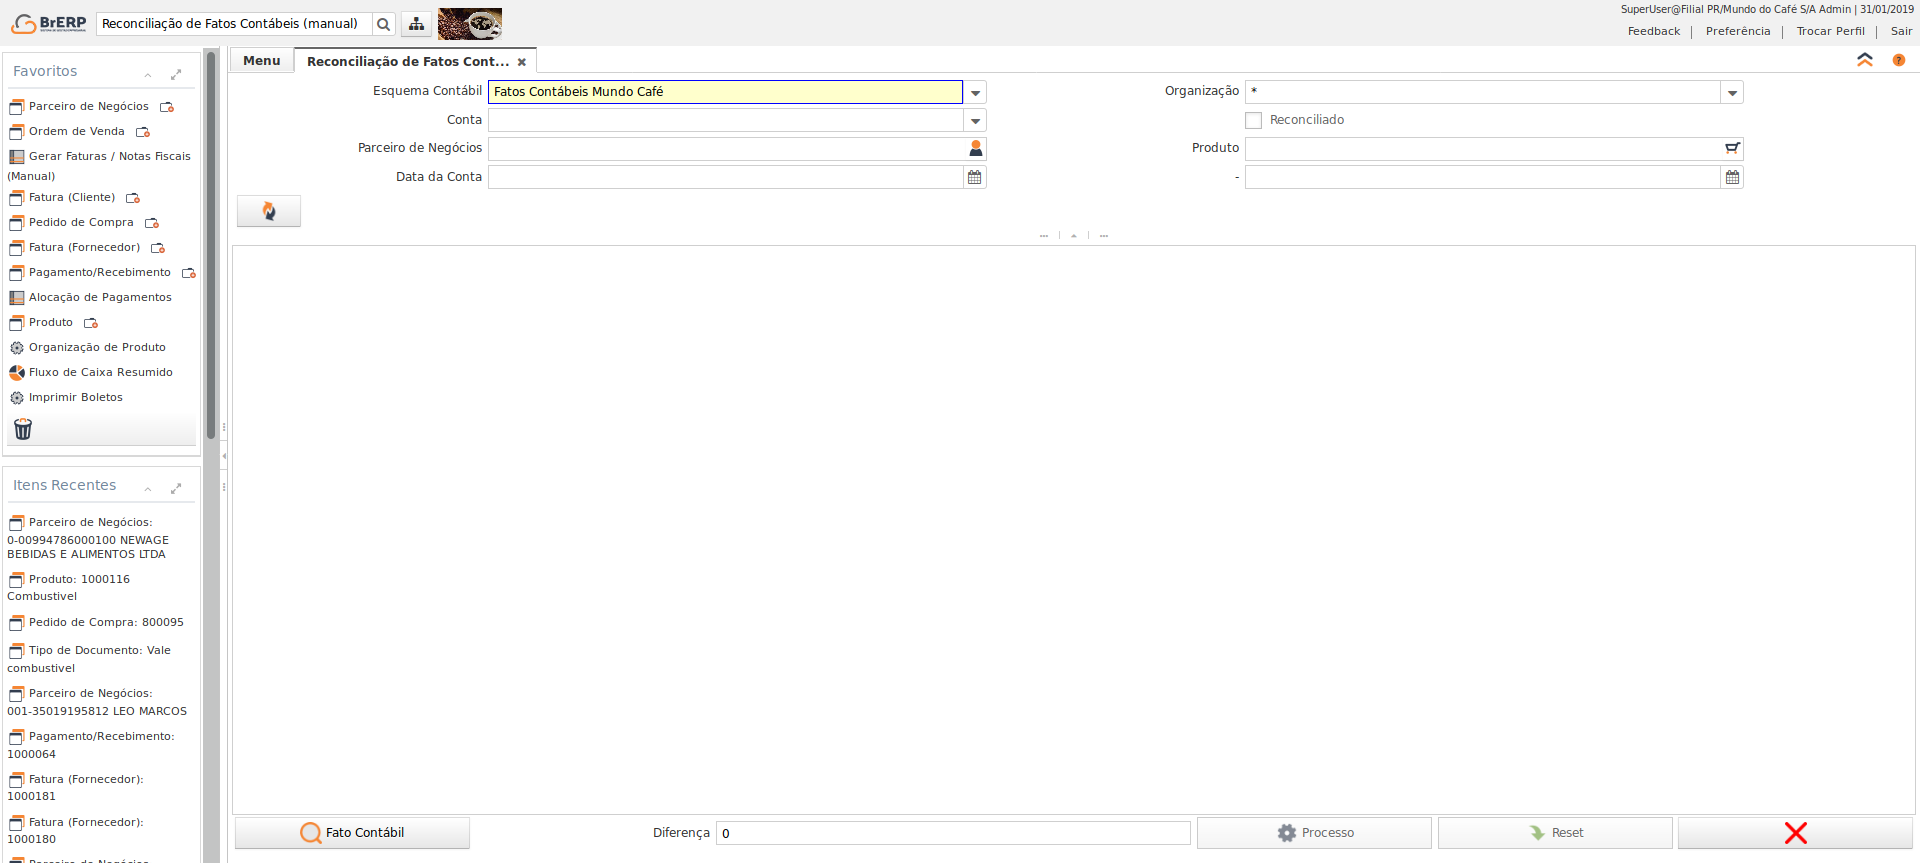 BrERP
Reconciliação de Fatos Contábeis (manual)
SuperUser@Filial PR/Mundo do Café S/A Admin | 31/01/2019
Feedback | Preferência | Trocar Perfil | Sair
Menu
Reconciliação de Fatos Cont...
Favoritos
Parceiro de Negócios
Ordem de Venda
Gerar Faturas / Notas Fiscais
(Manual)
Fatura (Cliente)
Pedido de Compra
Fatura (Fornecedor)
Pagamento/Recebimento
Alocação de Pagamentos
Produto
Organização de Produto
Fluxo de Caixa Resumido
Imprimir Boletos
Itens Recentes
Parceiro de Negócios:
0-00994786000100 NEWAGE
BEBIDAS E ALIMENTOS LTDA
Produto: 1000116
Combustivel
Pedido de Compra: 800095
Tipo de Documento: Vale
combustivel
Parceiro de Negócios:
001-35019195812 LEO MARCOS
Pagamento/Recebimento:
1000064
Fatura (Fornecedor):
1000181
Fatura (Fornecedor):
1000180
Parceiro de Negócios
Esquema Contábil Fatos Contábeis Mundo Café
Organização *
Conta
Reconciliado
Parceiro de Negócios
Produto
Data da Conta
-
Fato Contábil
Diferença 0
Processo
Reset